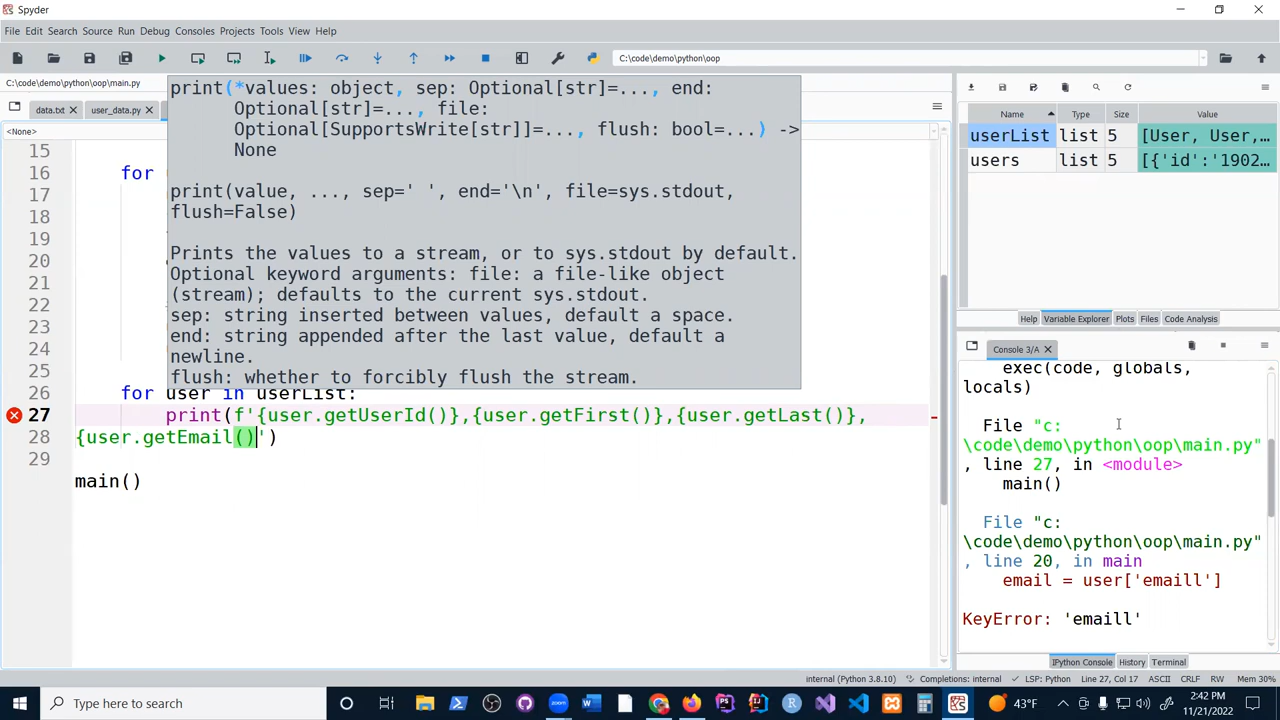 Spyder
File Edit Search Source Run Debug Consoles Projects Tools View Help
C:\code\demo\python\oop
C:\code\demo\python\oop\main.py
data.txt user_data.py
<None>
print(*values: object, sep: Optional[str]=..., end:
Optional[str]=..., file:
Optional[SupportsWrite[str]]=..., flush: bool=...) ->
None
print(value, ..., sep=' ', end='\n', file=sys.stdout,
flush=False)
Prints the values to a stream, or to sys.stdout by default.
Optional keyword arguments: file: a file-like object
(stream); defaults to the current sys.stdout.
sep: string inserted between values, default a space.
end: string appended after the last value, default a
newline.
flush: whether to forcibly flush the stream.
15
16 for
17
18
19
20
21
22
23
24
26 for user in userList:
27 print(f'{user.getUserId()},{user.getFirst()},{user.getLast()},
28 {user.getEmail()')
29
main()
Name Type Size Value
userList list 5 [User, User,...
users list 5 [{'id':'1902...
Help Variable Explorer Plots Files Code Analysis
Console 3/A
exec(code, globals,
locals)
File "c:
\code\demo\python\oop\main.py"
, line 27, in <module>
main()
File "c:
\code\demo\python\oop\main.py"
, line 20, in main
email = user['emaill']
KeyError: 'emaill'
IPython Console History Terminal
internal (Python 3.8.10) Completions: internal LSP: Python Line 27, Col 17 ASCII CRLF RW Mem 30%
Type here to search
43°F
2:42 PM
11/21/2022